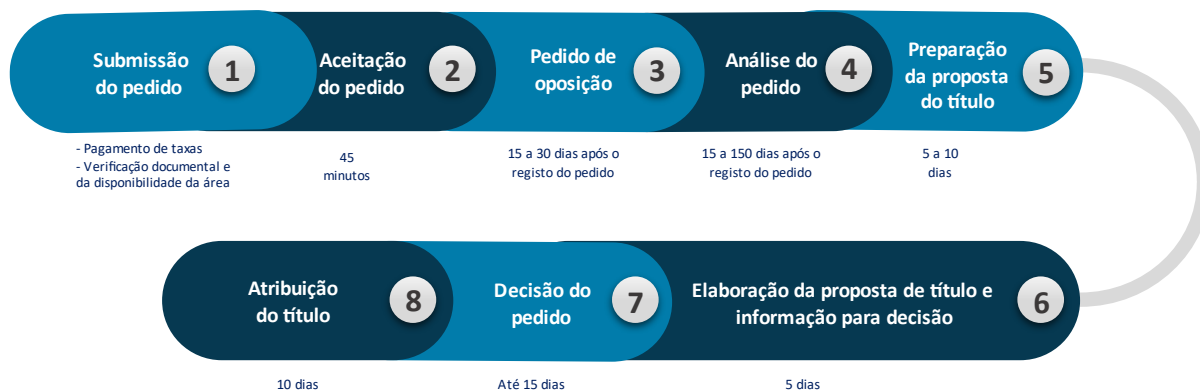 Submissão
do pedido
1
- Pagamento de taxas
- Verificação documental e
da disponibilidade da área
Aceitação
do pedido
2
45
minutos
Pedido de
oposição
3
15 a 30 dias após o
registo do pedido
Análise do
pedido
4
15 a 150 dias após o
registo do pedido
Preparação
da proposta
do título
5
5 a 10
dias
Elaboração da proposta de título e
informação para decisão
6
5 dias
Decisão do
pedido
7
Até 15 dias
Atribuição
do título
8
10 dias